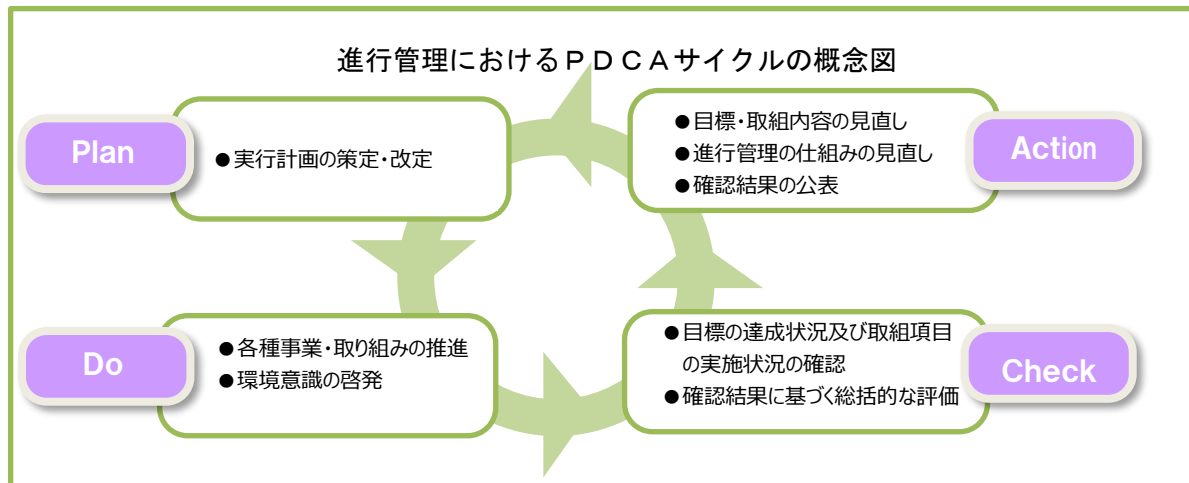 進行管理におけるＰＤＣＡサイクルの概念図
Plan
●実行計画の策定・改定
Action
●目標・取組内容の見直し
●進行管理の仕組みの見直し
●確認結果の公表
Do
●各種事業・取り組みの推進
●環境意識の啓発
Check
●目標の達成状況及び取組項目
の実施状況の確認
●確認結果に基づく総括的な評価